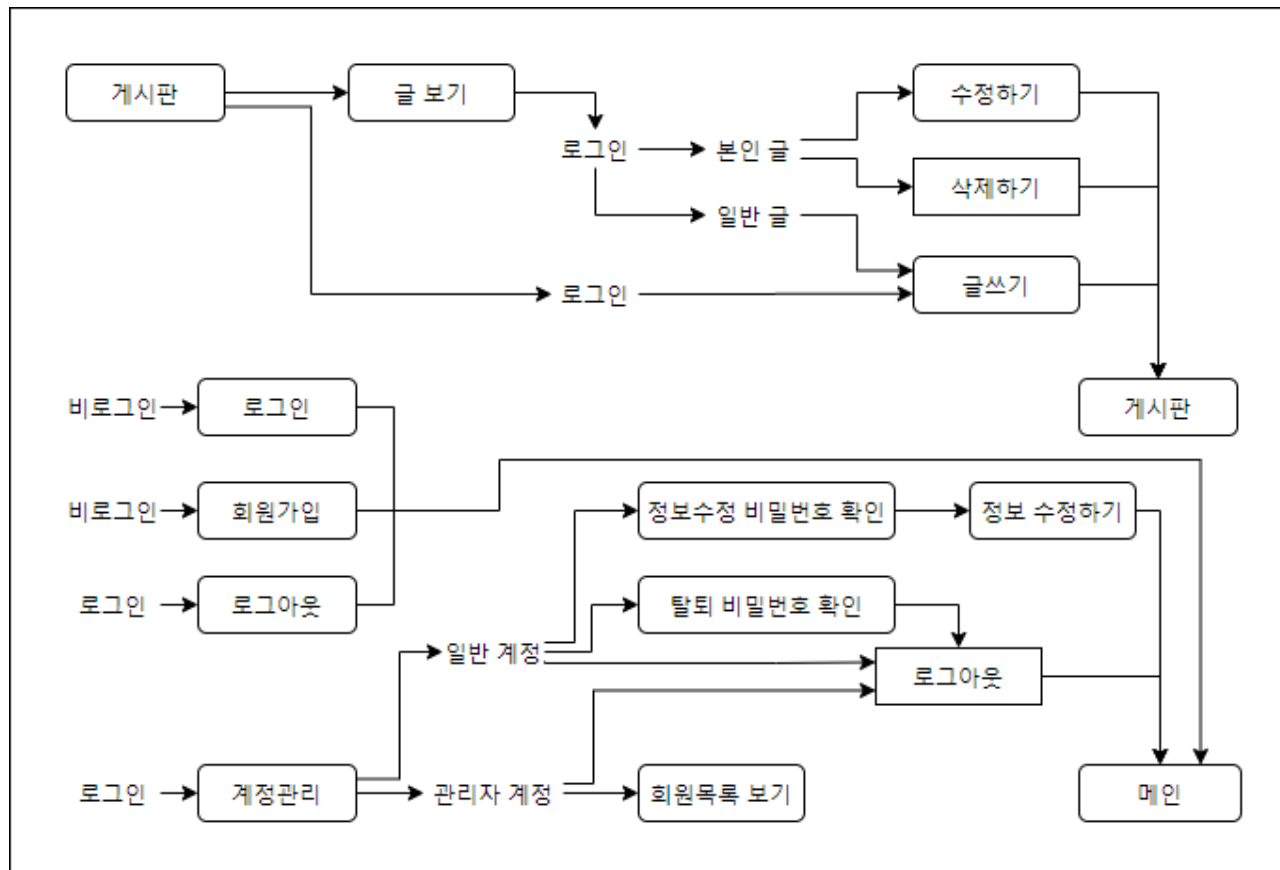 게시판
글 보기
수정하기
로그인
본인 글
삭제하기
일반 글
글쓰기
로그인
게시판
비로그인
로그인
비로그인
회원가입
정보수정 비밀번호 확인
정보 수정하기
로그인
로그아웃
탈퇴 비밀번호 확인
일반 계정
로그아웃
로그인
계정관리
관리자 계정
회원목록 보기
메인